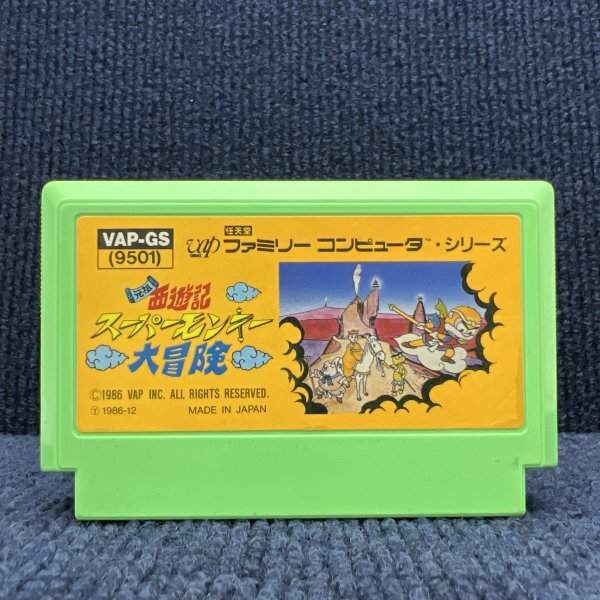 VAP-GS
(9501)
vap GAME 任天堂 ファミリー コンピュータ™・シリーズ
元祖
西遊記
スーパーモンキー
大冒険
©1986 VAP INC. ALL RIGHTS RESERVED.
Ⓣ 1986-12 MADE IN JAPAN